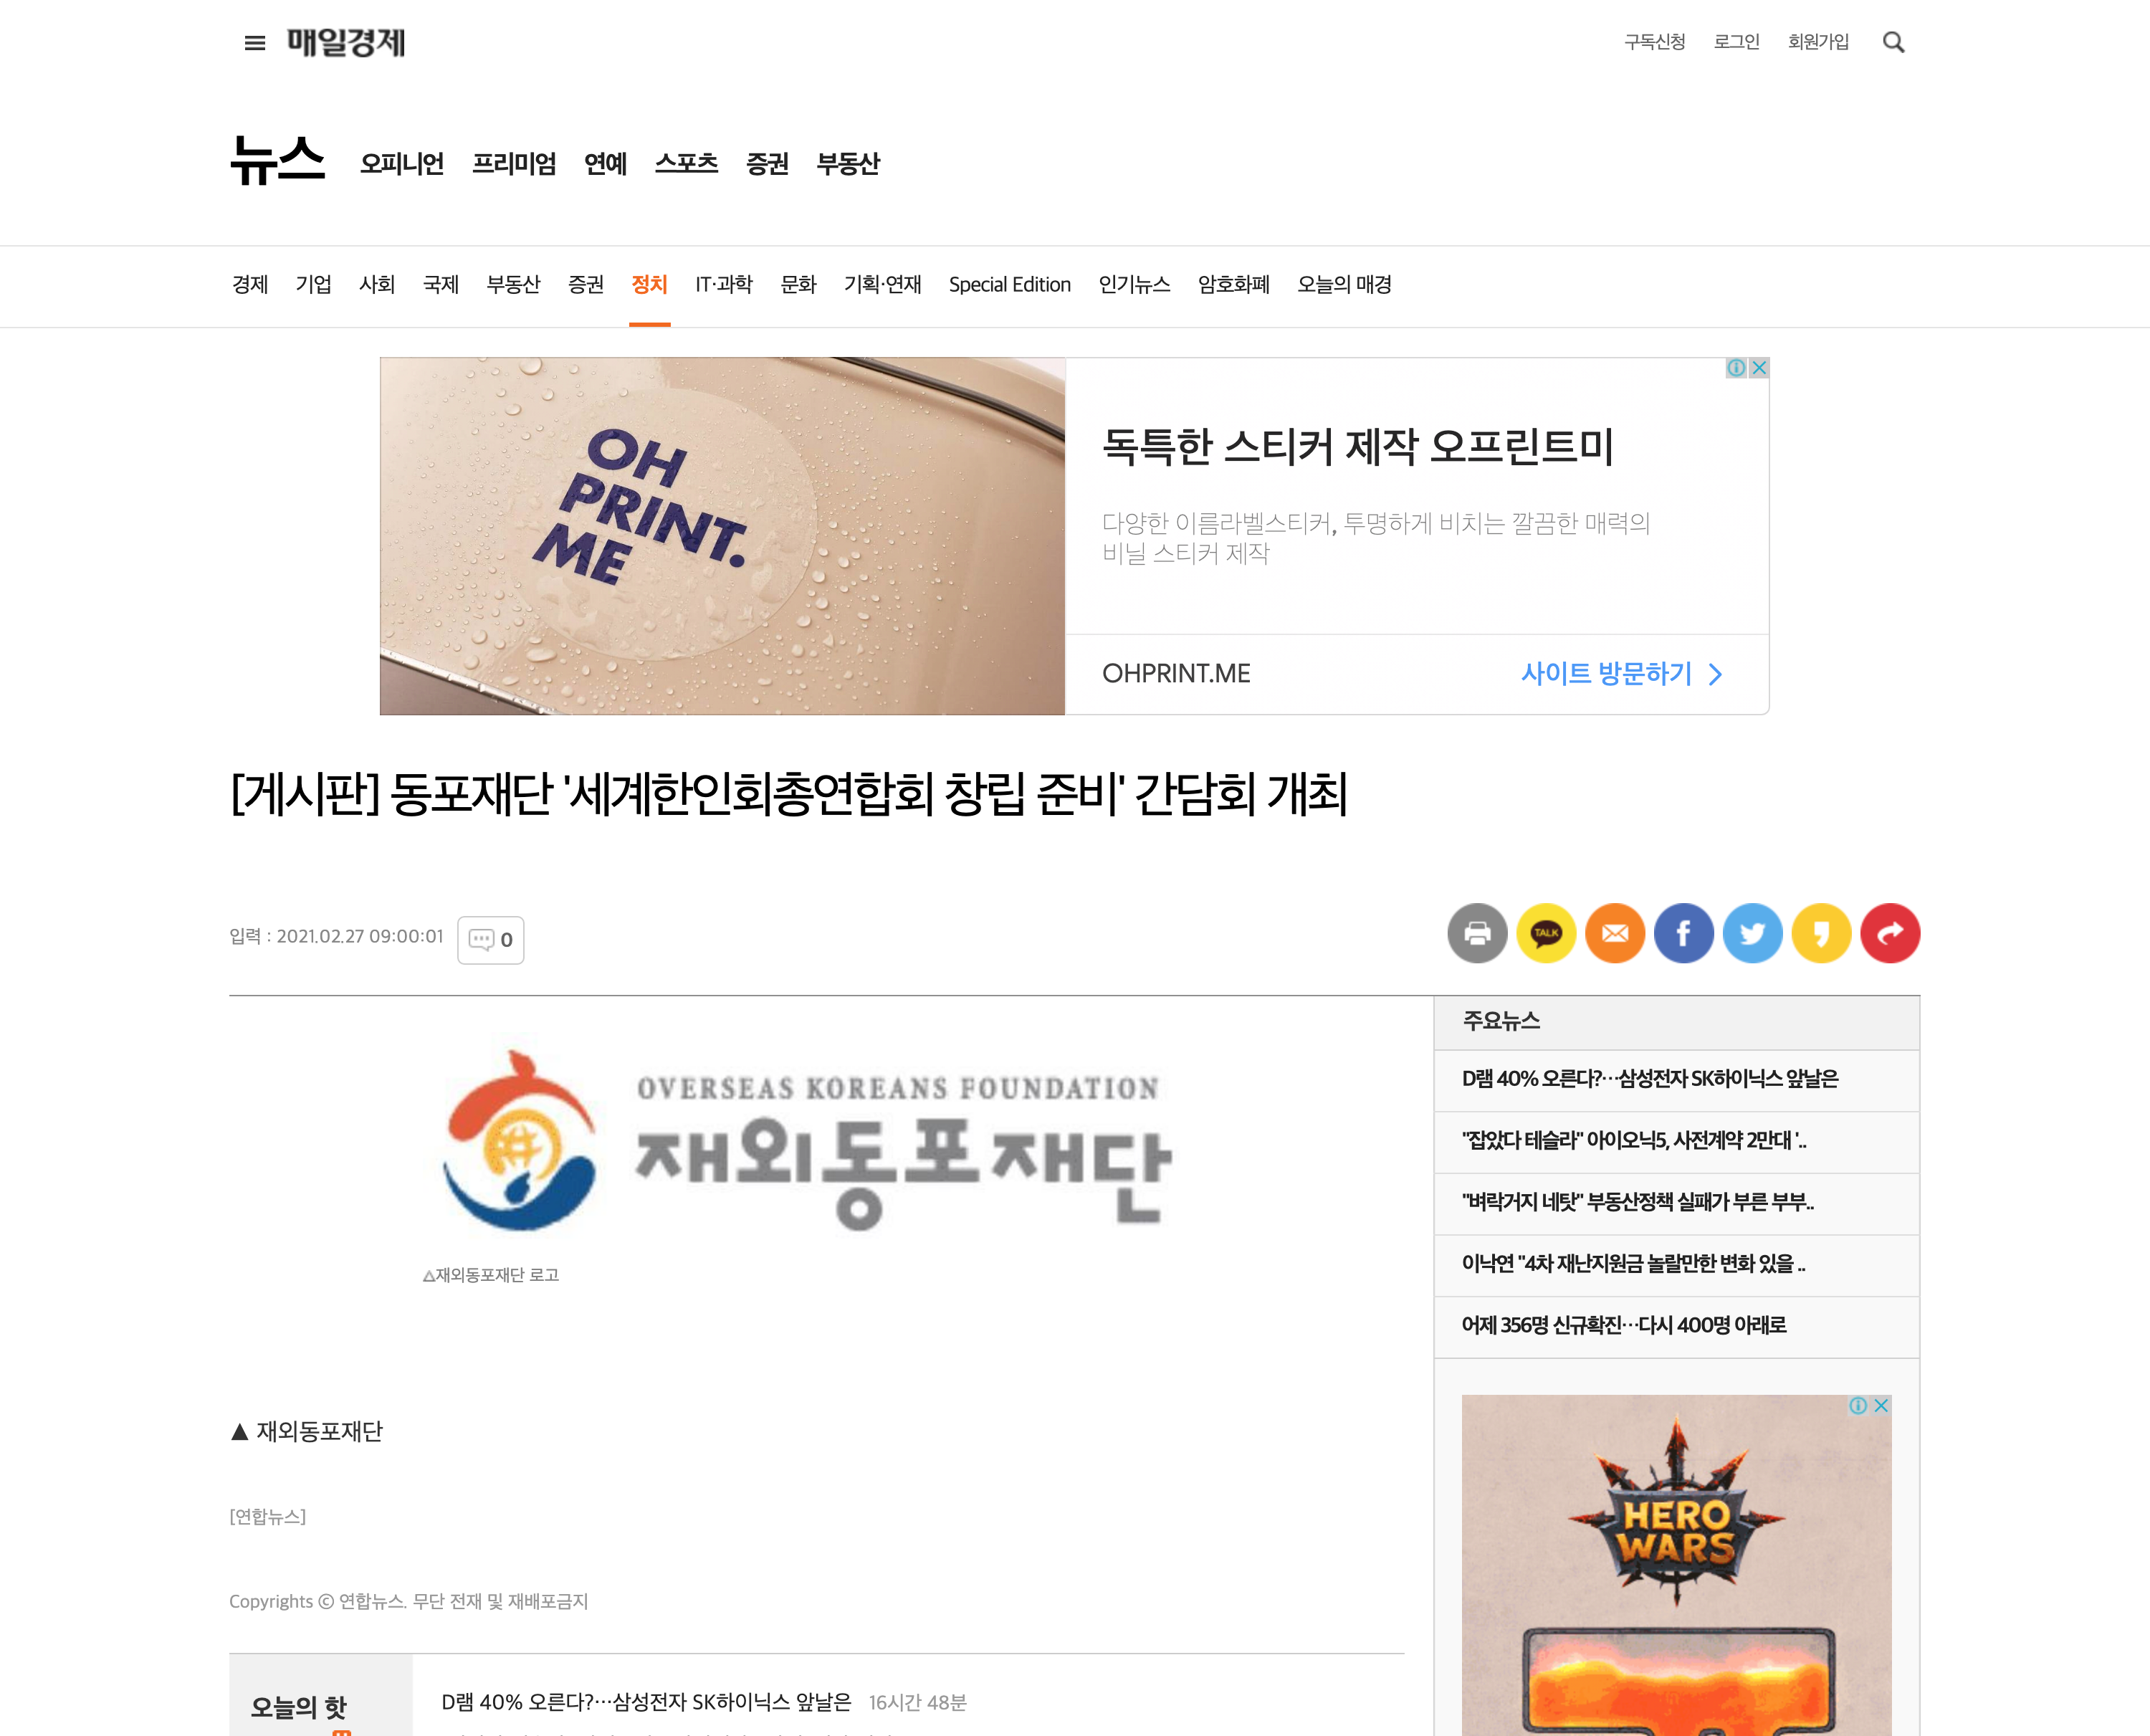 매일경제
구독신청 로그인 회원가입
뉴스 오피니언 프리미엄 연예 스포츠 증권 부동산
경제 기업 사회 국제 부동산 증권 정치 IT·과학 문화 기획·연재 Special Edition 인기뉴스 암호화폐 오늘의 매경
OH
PRINT.
ME
독특한 스티커 제작 오프린트미
다양한 이름라벨스티커, 투명하게 비치는 깔끔한 매력의
비닐 스티커 제작
OHPRINT.ME
사이트 방문하기
[게시판] 동포재단 '세계한인회총연합회 창립 준비' 간담회 개최
입력 : 2021.02.27 09:00:01
0
TALK
OVERSEAS KOREANS FOUNDATION
재외동포재단
△재외동포재단 로고
▲ 재외동포재단
[연합뉴스]
Copyrights ⓒ 연합뉴스. 무단 전재 및 재배포금지
오늘의 핫
D램 40% 오른다?…삼성전자 SK하이닉스 앞날은 16시간 48분
주요뉴스
D램 40% 오른다?…삼성전자 SK하이닉스 앞날은
"잡았다 테슬라" 아이오닉5, 사전계약 2만대 '..
"벼락거지 네탓" 부동산정책 실패가 부른 부부..
이낙연 "4차 재난지원금 놀랄만한 변화 있을 ..
어제 356명 신규확진…다시 400명 아래로
HERO
WARS